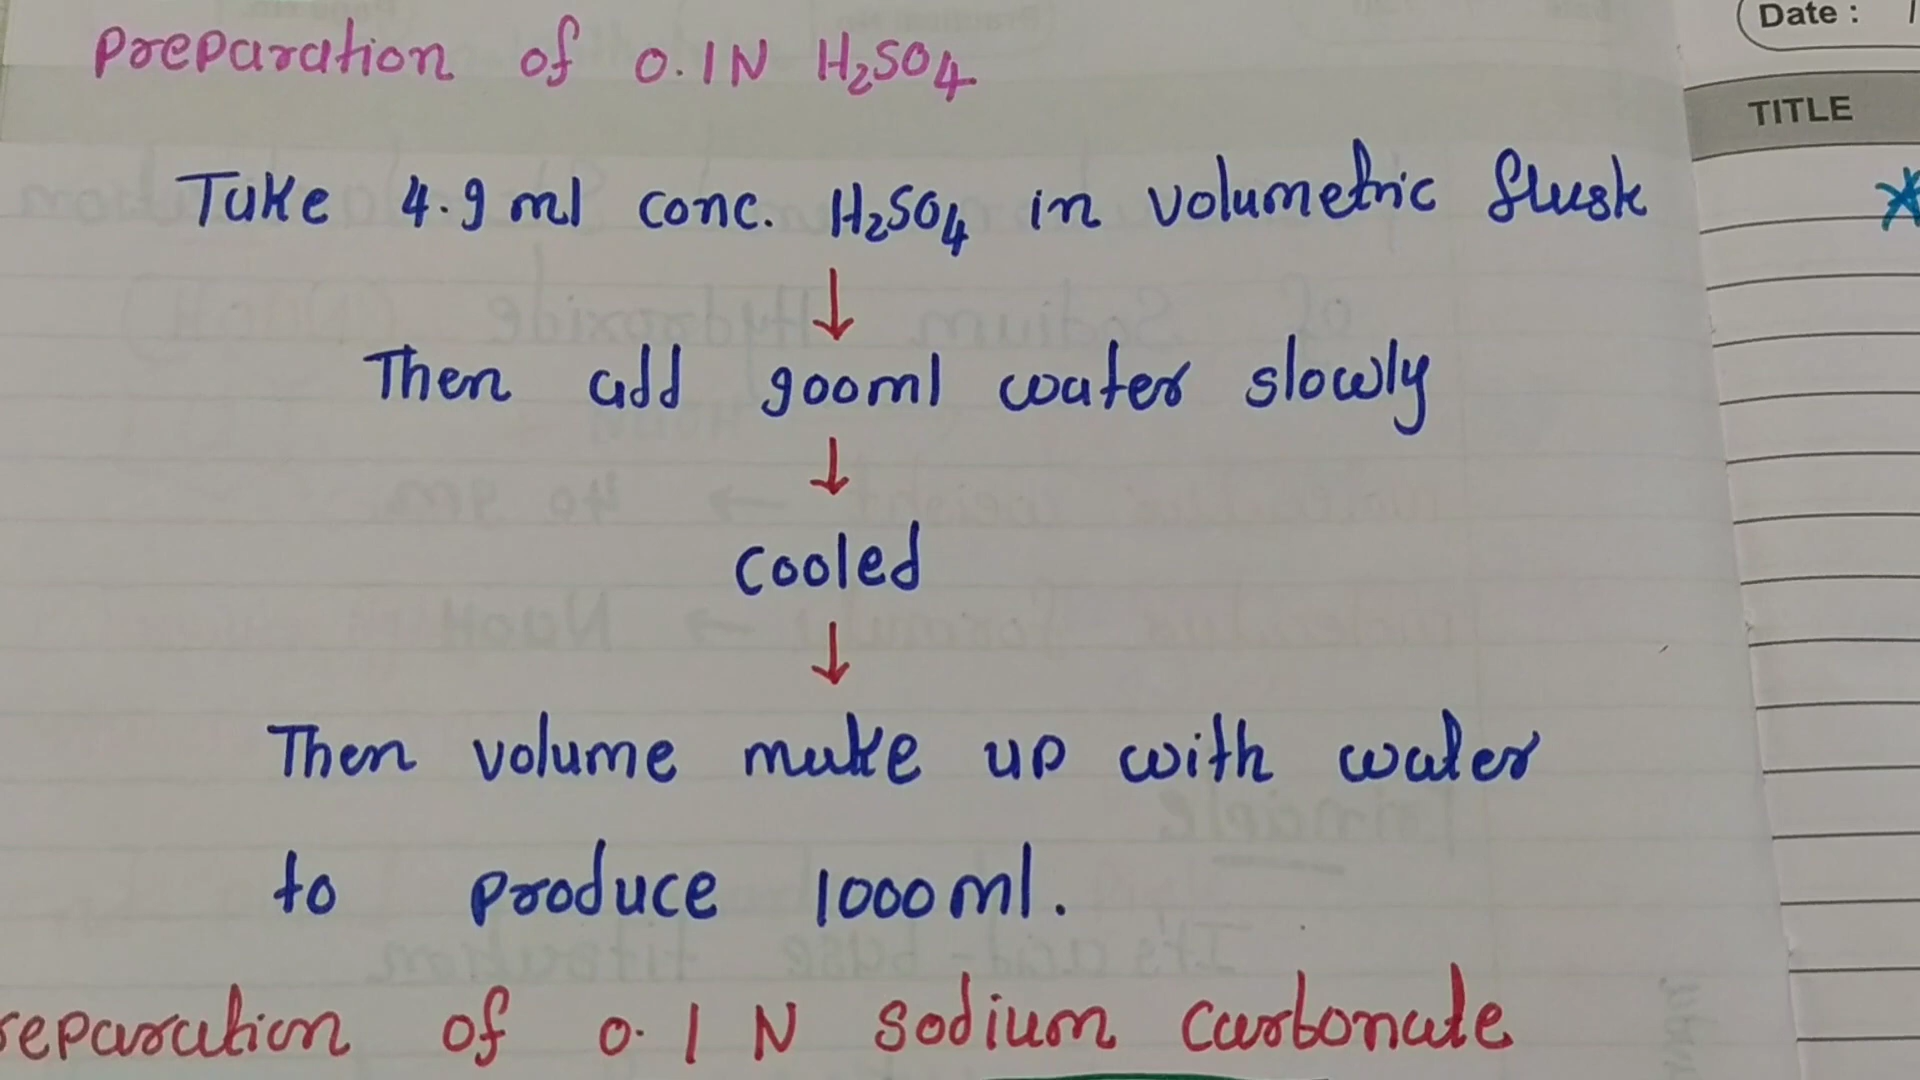 Preparation of 0.1N H₂SO₄
Date :
TITLE
Take 4.9 ml conc. H₂SO₄ in volumetric flask
↓
Then add 900ml water slowly
↓
cooled
↓
Then volume make up with water
to produce 1000ml.
reparation of 0.1 N sodium carbonate